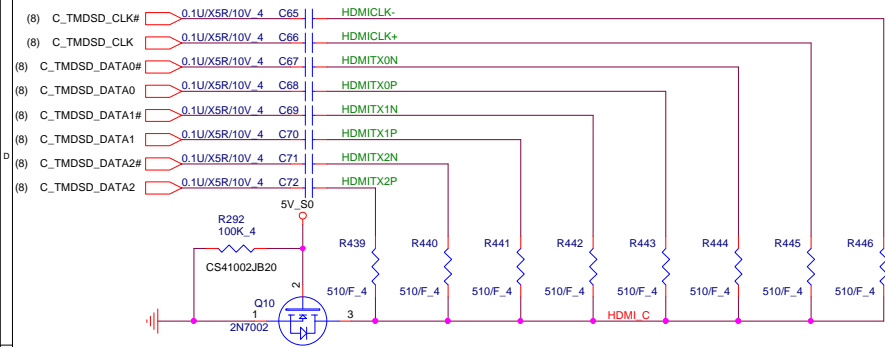 (8) C_TMDSD_CLK# 0.1U/X5R/10V_4 C65 HDMICLK-
(8) C_TMDSD_CLK 0.1U/X5R/10V_4 C66 HDMICLK+
(8) C_TMDSD_DATA0# 0.1U/X5R/10V_4 C67 HDMITX0N
(8) C_TMDSD_DATA0 0.1U/X5R/10V_4 C68 HDMITX0P
(8) C_TMDSD_DATA1# 0.1U/X5R/10V_4 C69 HDMITX1N
(8) C_TMDSD_DATA1 0.1U/X5R/10V_4 C70 HDMITX1P
D
(8) C_TMDSD_DATA2# 0.1U/X5R/10V_4 C71 HDMITX2N
(8) C_TMDSD_DATA2 0.1U/X5R/10V_4 C72 HDMITX2P
5V_S0
R292
100K_4
R439 R440 R441 R442 R443 R444 R445 R446
CS41002JB20
2
510/F_4 510/F_4 510/F_4 510/F_4 510/F_4 510/F_4 510/F_4 510/F_4
Q10
1 3 HDMI_C
2N7002